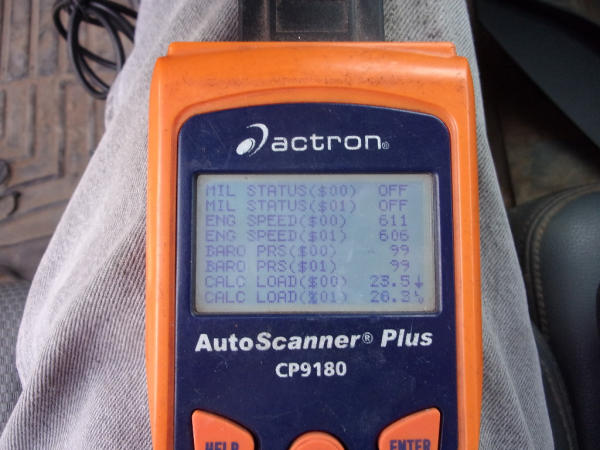 actron®
MIL STATUS($00) OFF
MIL STATUS($01) OFF
ENG SPEED($00) 611
ENG SPEED($01) 606
BARO PRS($00) 99
BARO PRS($01) 99
CALC LOAD($00) 23.5↓
CALC LOAD($01) 26.3
AutoScanner® Plus
CP9180
HELP
ENTER